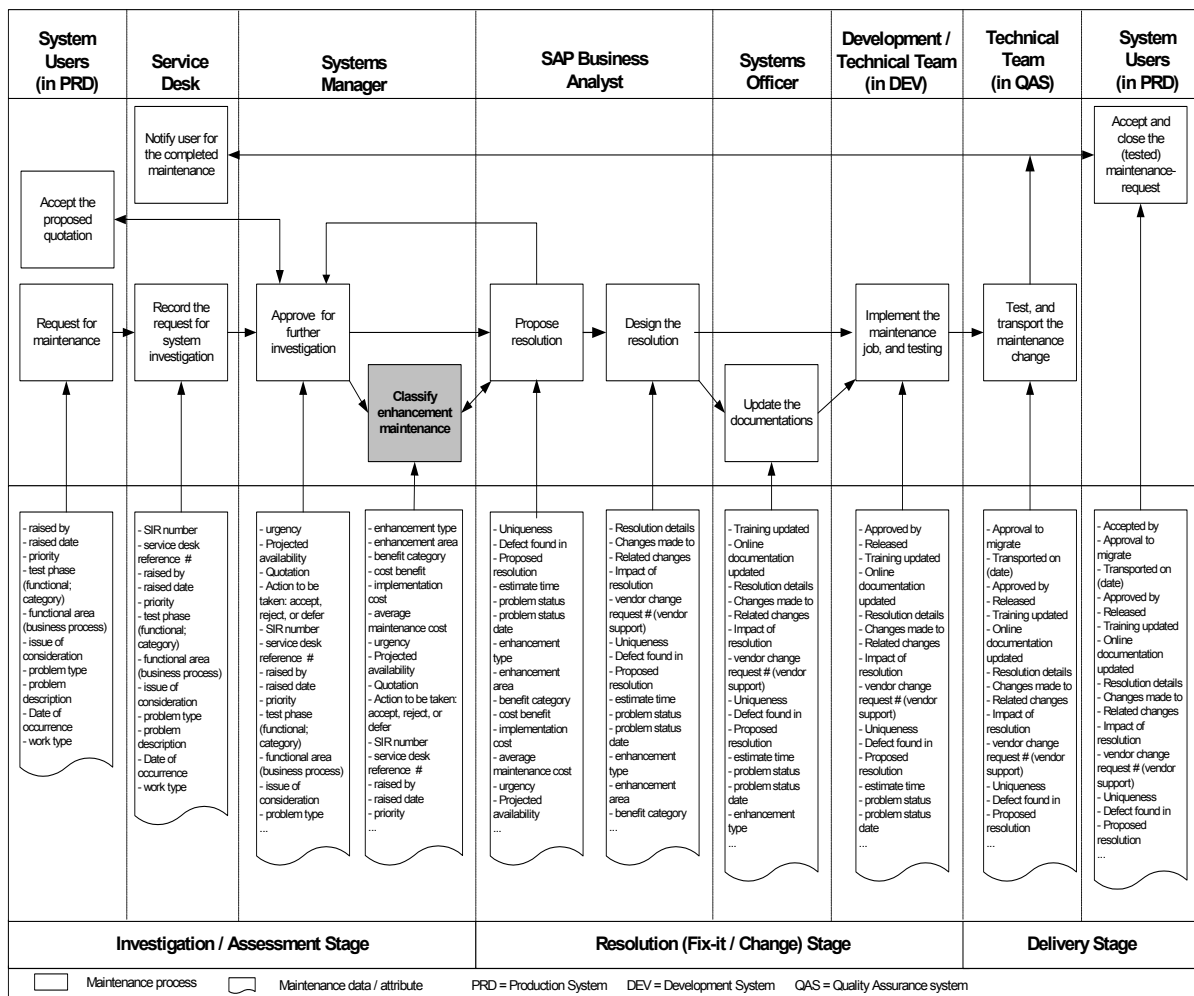 System
Users
(in PRD)
Service
Desk
Systems
Manager
SAP Business
Analyst
Systems
Officer
Development /
Technical Team
(in DEV)
Technical
Team
(in QAS)
System
Users
(in PRD)
Notify user for
the completed
maintenance
Accept and
close the
(tested)
maintenance-
request
Accept the
proposed
quotation
Request for
maintenance
Record the
request for
system
investigation
Approve for
further
investigation
Propose
resolution
Design the
resolution
Implement the
maintenance
job, and testing
Test, and
transport the
maintenance
change
Classify
enhancement
maintenance
Update the
documentations
- raised by
- raised date
- priority
- test phase
(functional;
category)
- functional area
(business process)
- issue of
consideration
- problem type
- problem
description
- Date of
occurrence
- work type
- SIR number
- service desk
reference #
- raised by
- raised date
- priority
- test phase
(functional;
category)
- functional area
(business process)
- issue of
consideration
- problem type
- problem
description
- Date of
occurrence
- work type
- urgency
- Projected
availability
- Quotation
- Action to be
taken: accept,
reject, or defer
- SIR number
- service desk
reference #
- raised by
- raised date
- priority
- test phase
(functional;
category)
- functional area
(business process)
- issue of
consideration
- problem type
...
- enhancement type
- enhancement area
- benefit category
- cost benefit
- implementation
cost
- average
maintenance cost
- urgency
- Projected
availability
- Quotation
- Action to be taken:
accept, reject, or
defer
- SIR number
- service desk
reference #
- raised by
- raised date
- priority
...
- Uniqueness
- Defect found in
- Proposed
resolution
- estimate time
- problem status
- problem status
date
- enhancement
type
- enhancement
area
- benefit category
- cost benefit
- implementation
cost
- average
maintenance cost
- urgency
- Projected
availability
...
- Resolution details
- Changes made to
- Related changes
- Impact of
resolution
- vendor change
request # (vendor
support)
- Uniqueness
- Defect found in
- Proposed
resolution
- estimate time
- problem status
- problem status
date
- enhancement
type
- enhancement
area
- benefit category
...
- Training updated
- Online
documentation
updated
- Resolution details
- Changes made to
- Related changes
- Impact of
resolution
- vendor change
request # (vendor
support)
- Uniqueness
- Defect found in
- Proposed
resolution
- estimate time
- problem status
- problem status
date
- enhancement
type
...
- Approved by
- Released
- Training updated
- Online
documentation
updated
- Resolution details
- Changes made to
- Related changes
- Impact of
resolution
- vendor change
request # (vendor
support)
- Uniqueness
- Defect found in
- Proposed
resolution
- estimate time
- problem status
- problem status
date
...
- Approval to
migrate
- Transported on
(date)
- Approved by
- Released
- Training updated
- Online
documentation
updated
- Resolution details
- Changes made to
- Related changes
- Impact of
resolution
- vendor change
request # (vendor
support)
- Uniqueness
- Defect found in
- Proposed
resolution
...
- Accepted by
- Approval to
migrate
- Transported on
(date)
- Approved by
- Released
- Training updated
- Online
documentation
updated
- Resolution details
- Changes made to
- Related changes
- Impact of
resolution
- vendor change
request # (vendor
support)
- Uniqueness
- Defect found in
- Proposed
resolution
...
Investigation / Assessment Stage
Resolution (Fix-it / Change) Stage
Delivery Stage
Maintenance process
Maintenance data / attribute
PRD = Production System
DEV = Development System
QAS = Quality Assurance system